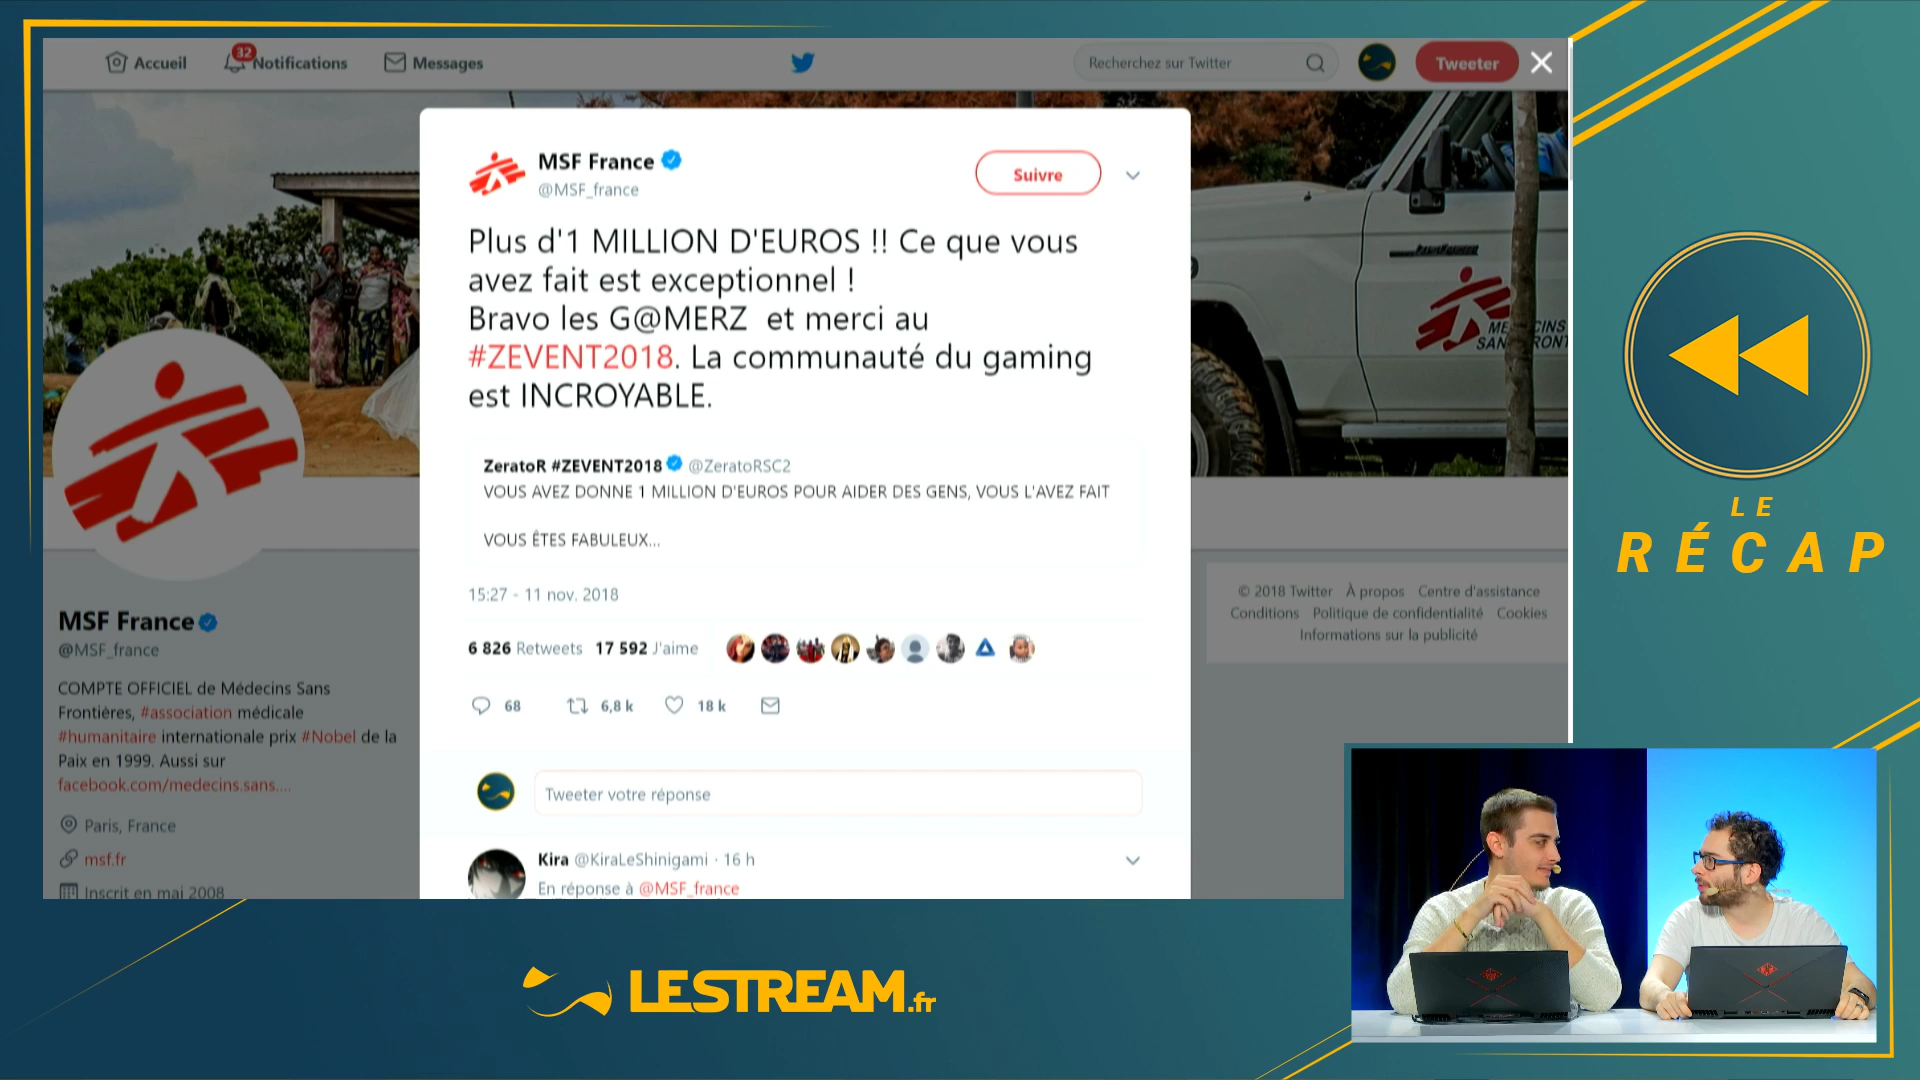 Accueil
32
Notifications
Messages
Recherchez sur Twitter
Tweeter
MSF France
@MSF_france
Suivre
Plus d'1 MILLION D'EUROS !! Ce que vous
avez fait est exceptionnel !
Bravo les G@MERZ et merci au
#ZEVENT2018. La communauté du gaming
est INCROYABLE.
ZeratoR #ZEVENT2018 @ZeratoRSC2
VOUS AVEZ DONNE 1 MILLION D'EUROS POUR AIDER DES GENS, VOUS L'AVEZ FAIT
VOUS ÊTES FABULEUX...
15:27 - 11 nov. 2018
6 826 Retweets 17 592 J'aime
68
6,8 k
18 k
Tweeter votre réponse
Kira @KiraLeShinigami · 16 h
En réponse à @MSF_france
MSF France
@MSF_france
COMPTE OFFICIEL de Médecins Sans
Frontières, #association médicale
#humanitaire internationale prix #Nobel de la
Paix en 1999. Aussi sur
facebook.com/medecins.sans....
Paris, France
msf.fr
Inscrit en mai 2008
© 2018 Twitter À propos Centre d'assistance
Conditions Politique de confidentialité Cookies
Informations sur la publicité
LE
RÉCAP
LESTREAM.fr